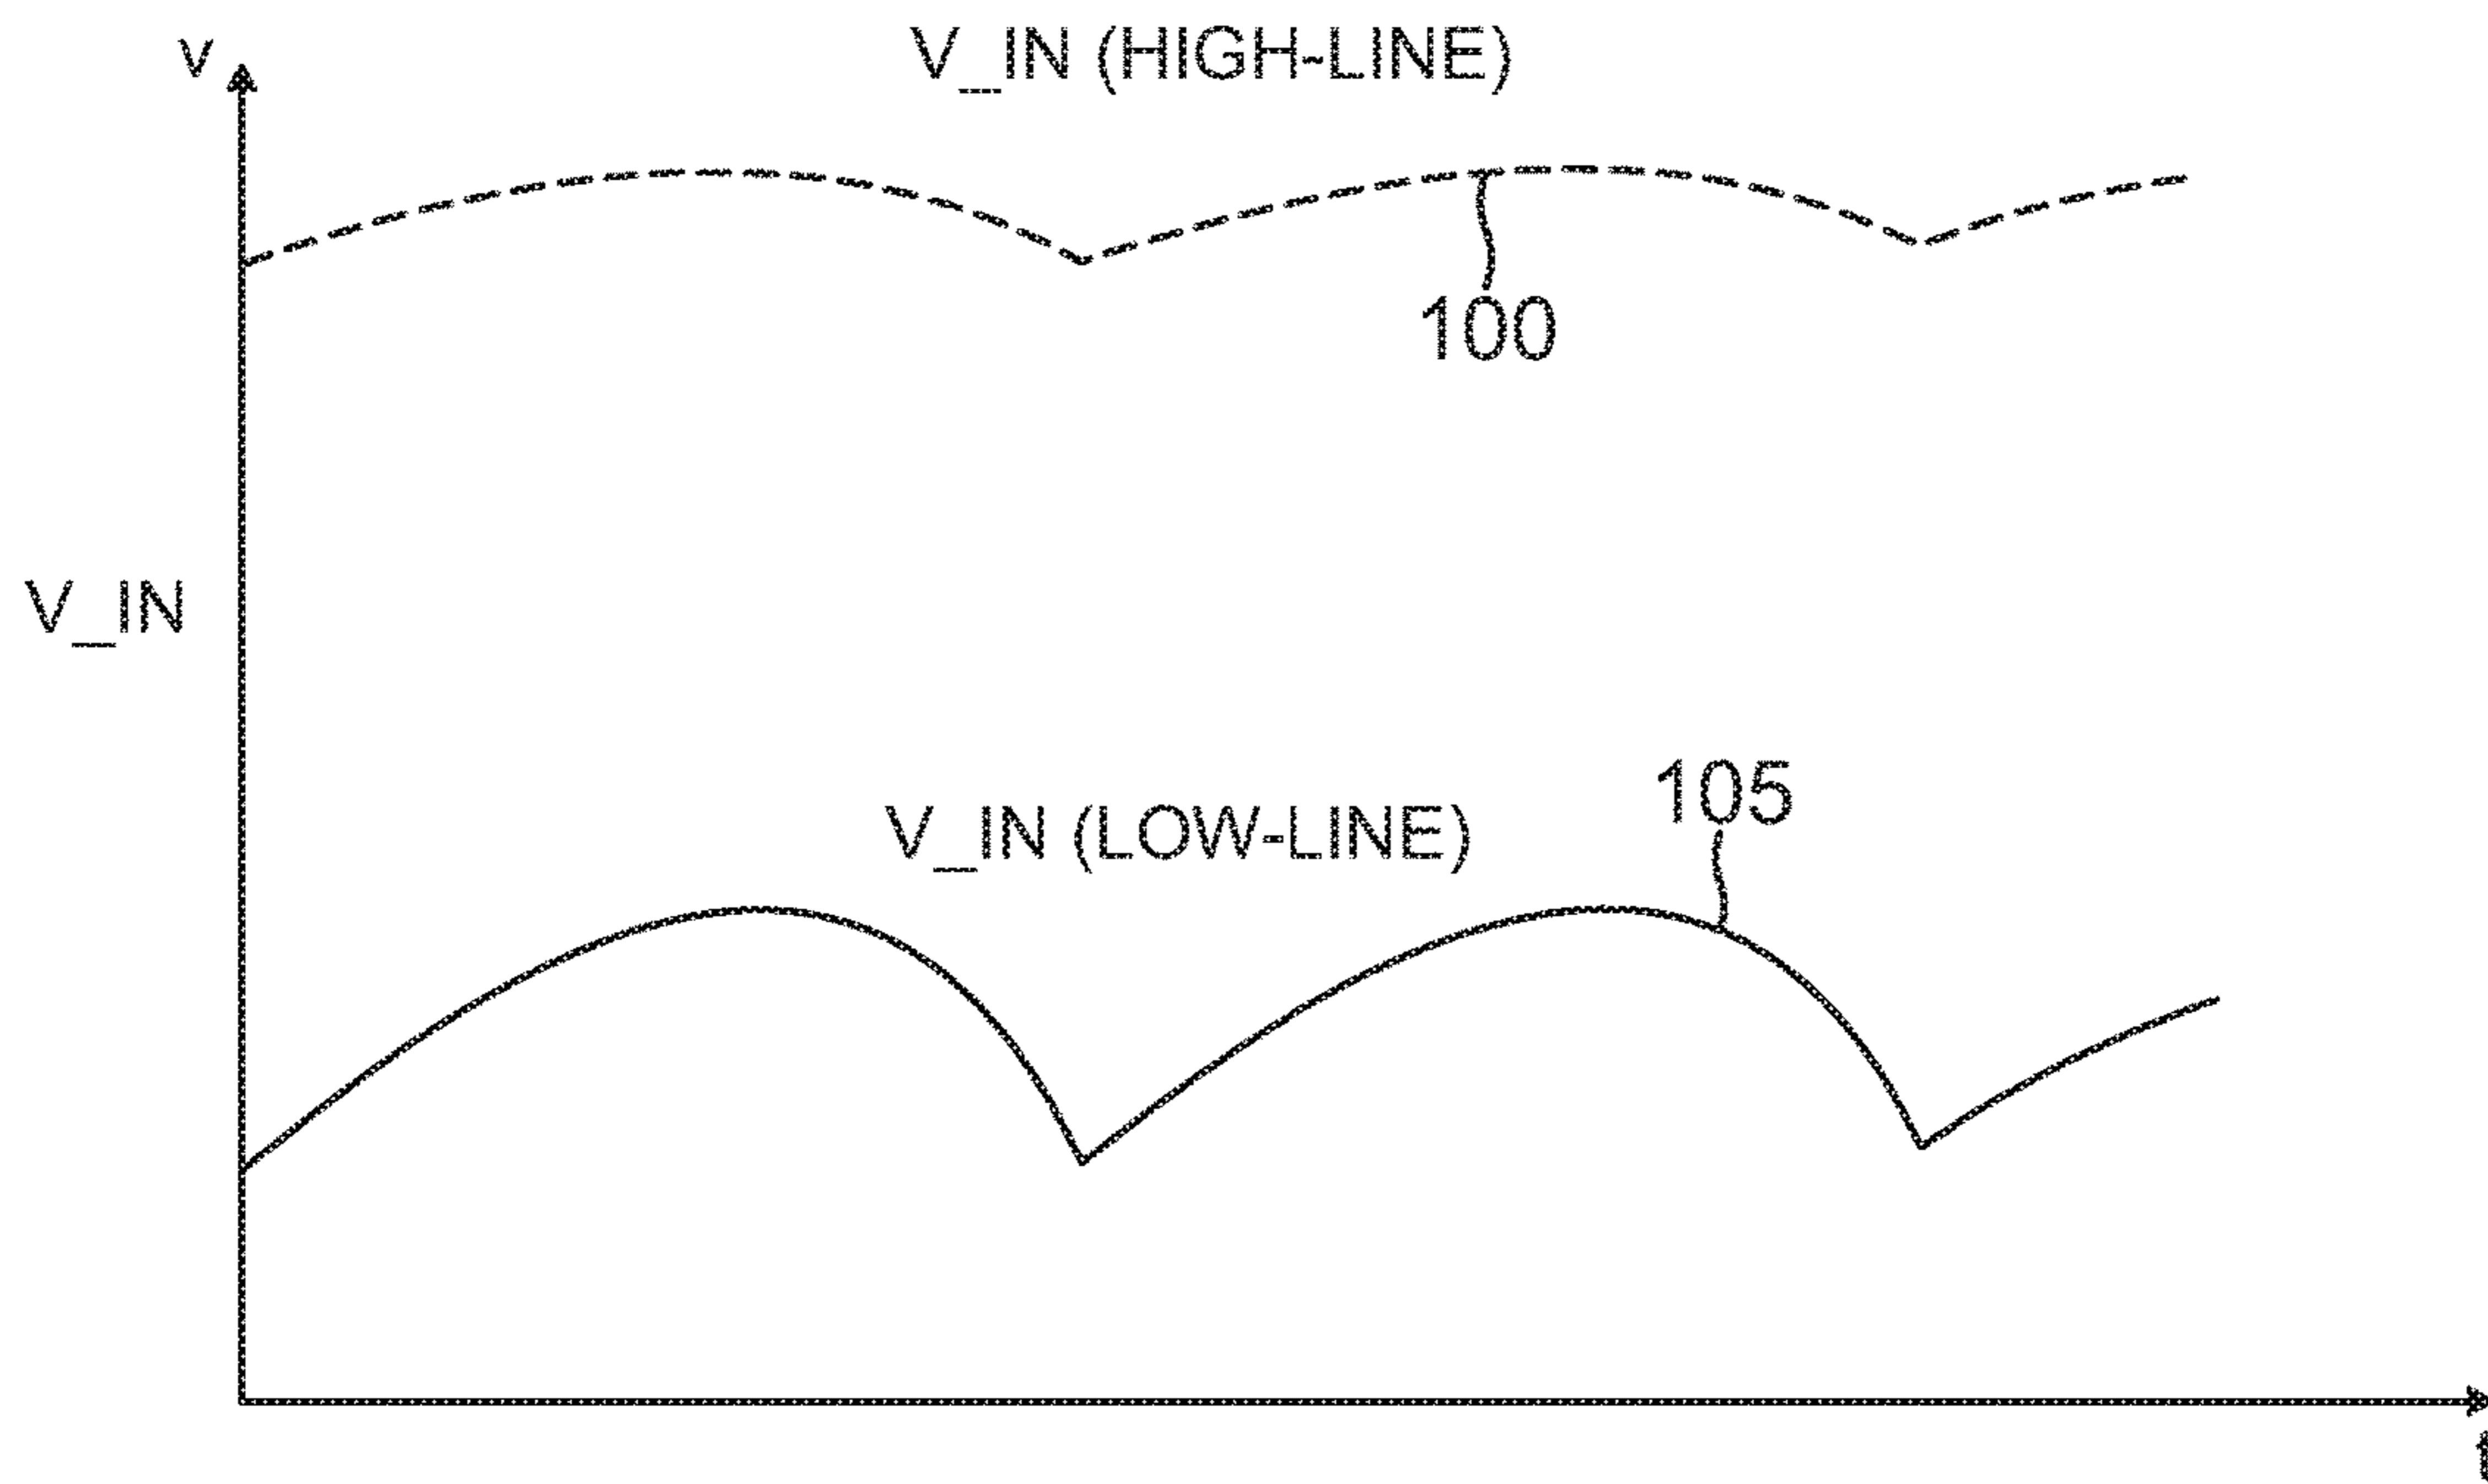 V_IN (HIGH-LINE)
v
100
V_IN
105
V_IN (LOW-LINE)